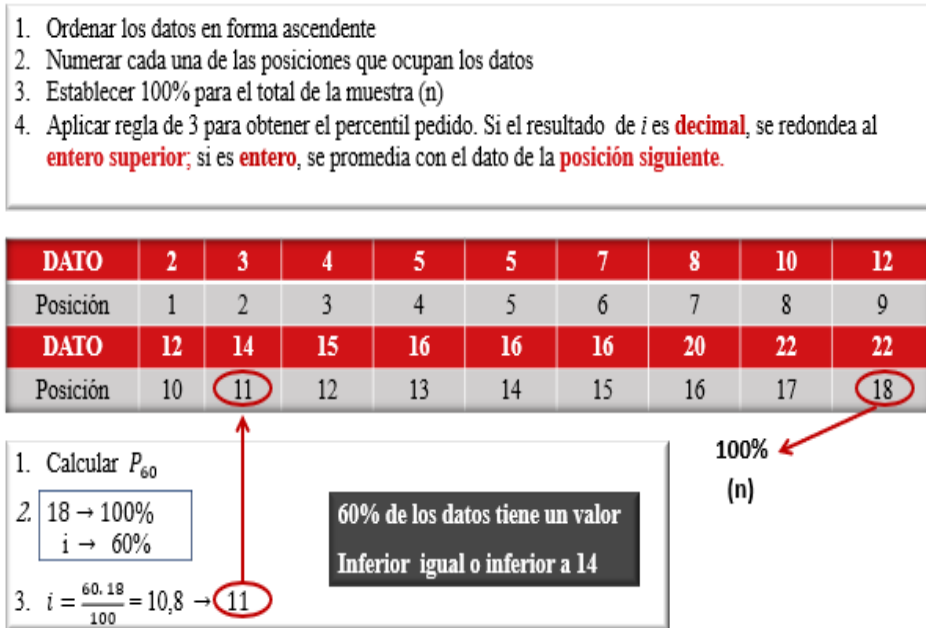 1. Ordenar los datos en forma ascendente
2. Numerar cada una de las posiciones que ocupan los datos
3. Establecer 100% para el total de la muestra (n)
4. Aplicar regla de 3 para obtener el percentil pedido. Si el resultado de i es decimal, se redondea al
entero superior; si es entero, se promedia con el dato de la posición siguiente.
DATO 2 3 4 5 5 7 8 10 12
Posición 1 2 3 4 5 6 7 8 9
DATO 12 14 15 16 16 16 20 22 22
Posición 10 11 12 13 14 15 16 17 18
100%
(n)
1. Calcular P₆₀
2. 18 → 100%
i → 60%
3. i = 60. 18 / 100 = 10,8 → 11
60% de los datos tiene un valor
Inferior igual o inferior a 14